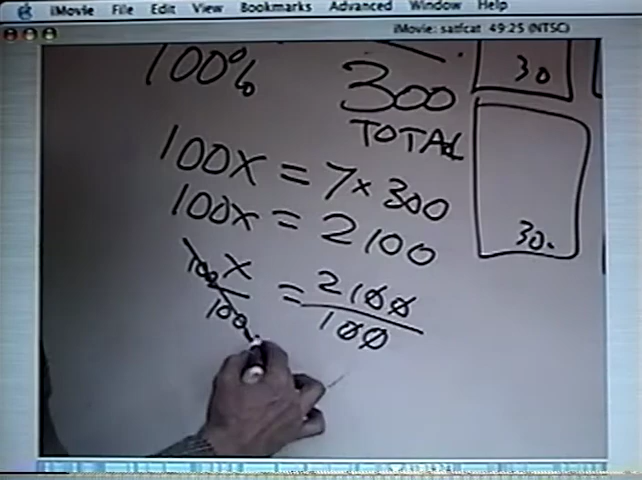 iMovie File Edit View Bookmarks Advanced Window Help
iMovie: satfcat 49:25 (NTSC)
100%
300
TOTAL
30
30.
100x = 7 x 300
100x = 2100
100x = 2100
100 100